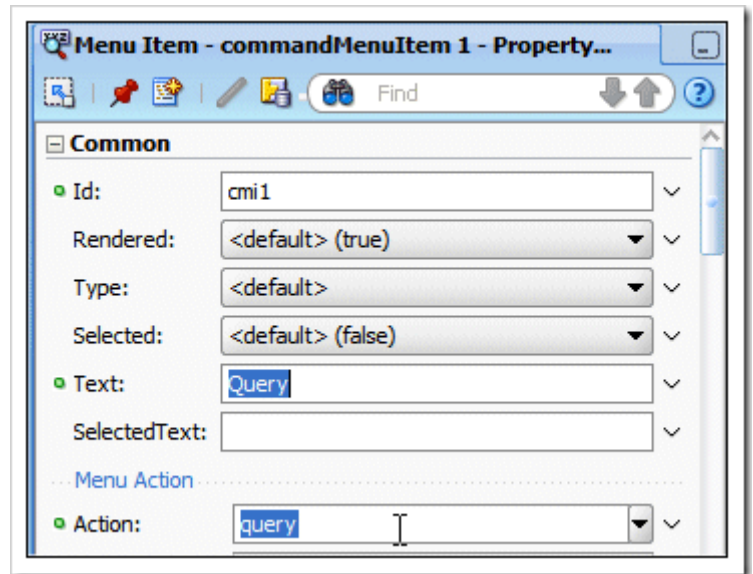 Menu Item - commandMenuItem 1 - Property...
Find
Common
Id: cmi1
Rendered: <default> (true)
Type: <default>
Selected: <default> (false)
Text: Query
SelectedText:
Menu Action
Action: query